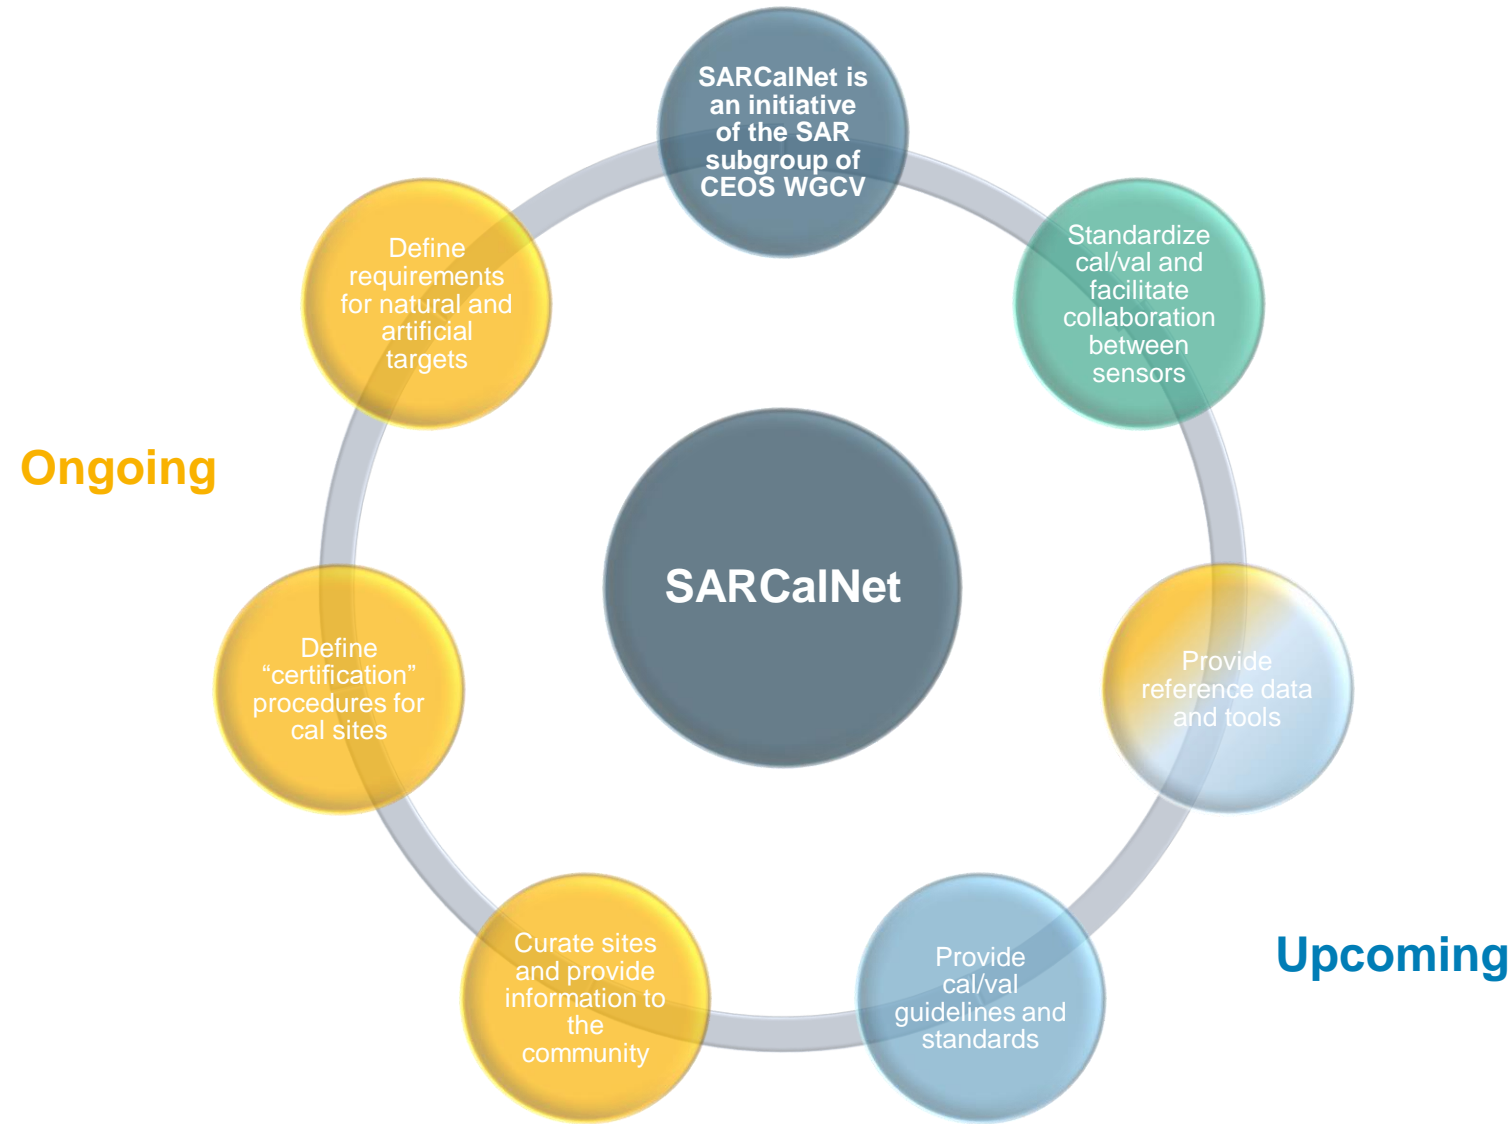 SARCalNet is
an initiative
of the SAR
subgroup of
CEOS WGCV
Standardize
cal/val and
facilitate
collaboration
between
sensors
Provide
reference data
and tools
Provide
cal/val
guidelines and
standards
Curate sites
and provide
information to
the
community
Define
“certification”
procedures for
cal sites
Define
requirements
for natural and
artificial
targets
SARCalNet
Ongoing
Upcoming